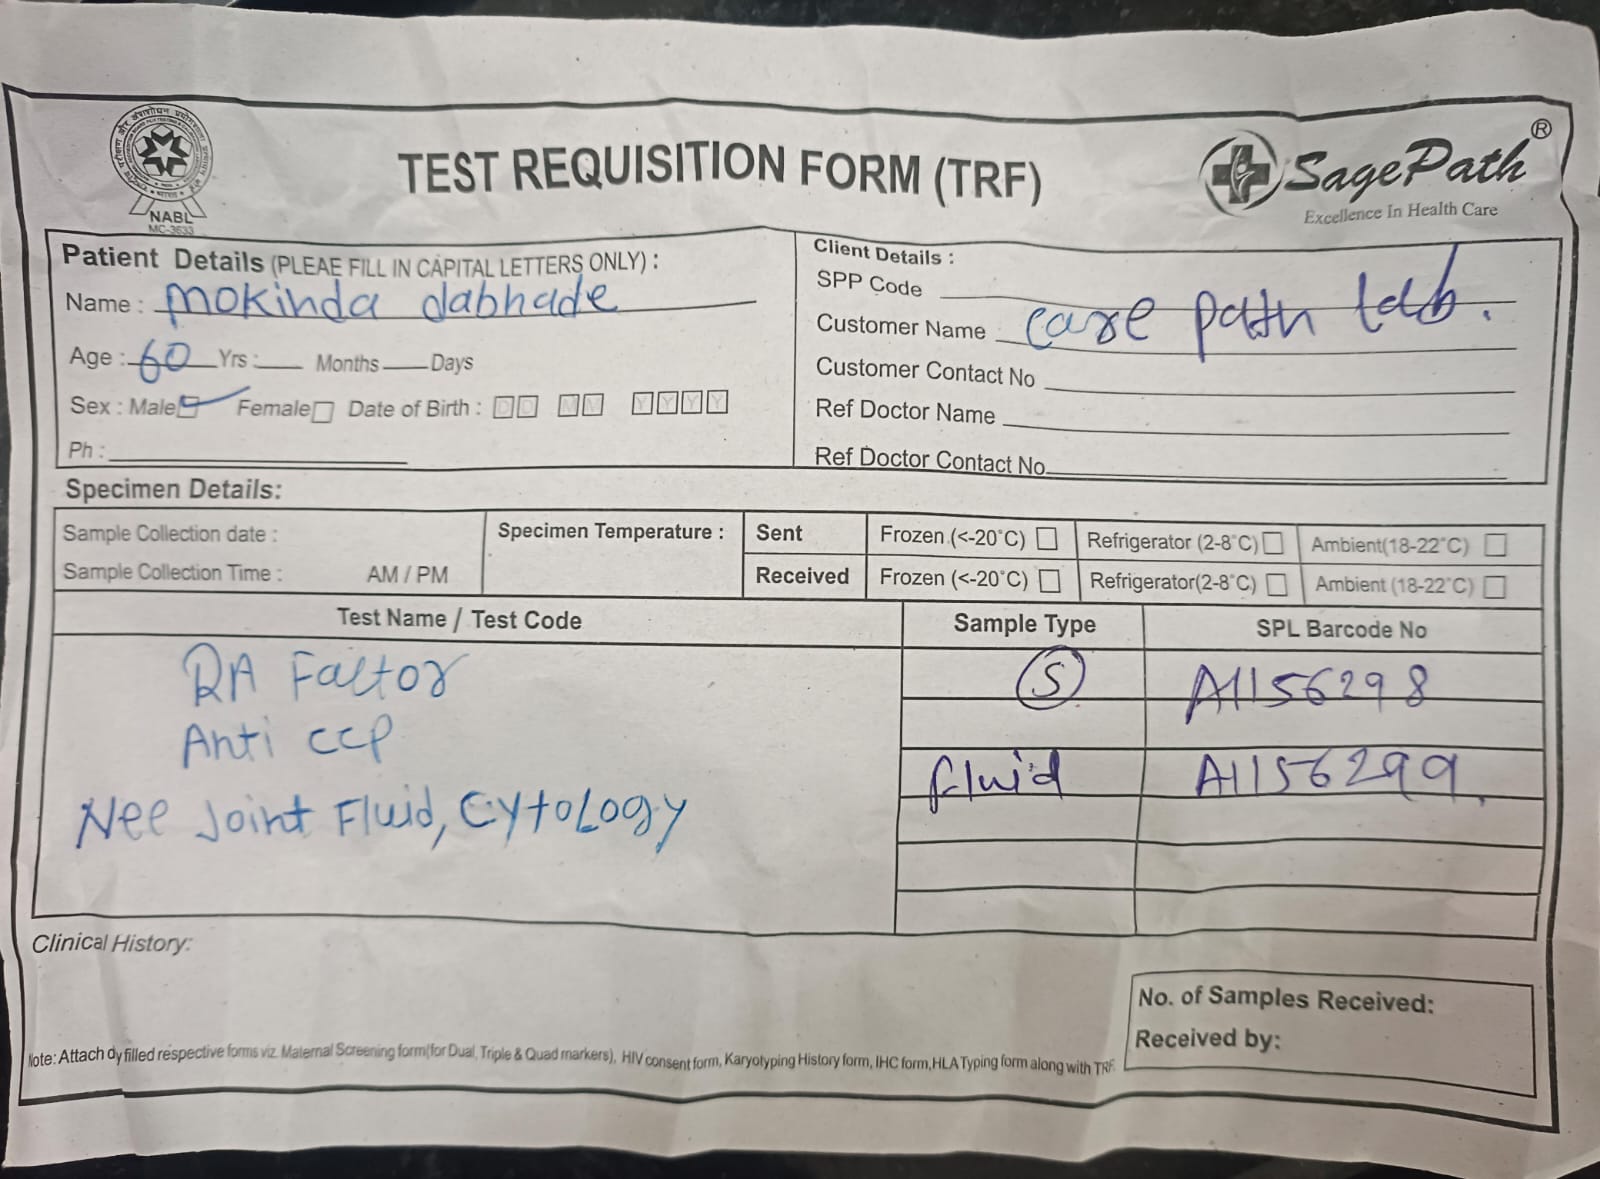 NABL
MC-3633
TEST REQUISITION FORM (TRF)
SagePath®
Excellence In Health Care
Patient Details (PLEAE FILL IN CAPITAL LETTERS ONLY) :
Name : mokinda dabhade
Age : 60 Yrs : Months Days
Sex : Male Female Date of Birth : DD MM YYYY
Ph :
Client Details :
SPP Code
Customer Name care path lab.
Customer Contact No
Ref Doctor Name
Ref Doctor Contact No
Specimen Details:
Sample Collection date :
Sample Collection Time : AM / PM
Specimen Temperature :
Sent Frozen (<-20°C) Refrigerator (2-8°C) Ambient(18-22°C)
Received Frozen (<-20°C) Refrigerator(2-8°C) Ambient (18-22°C)
Test Name / Test Code Sample Type SPL Barcode No
RA Factor S A1156298
Anti CCP
Nee Joint Fluid, Cytology fluid A1156299
Clinical History:
No. of Samples Received:
Received by:
Note: Attach dy filled respective forms viz. Maternal Screening form(for Dual, Triple & Quad markers), HIV consent form, Karyotyping History form, IHC form, HLA Typing form along with TRF